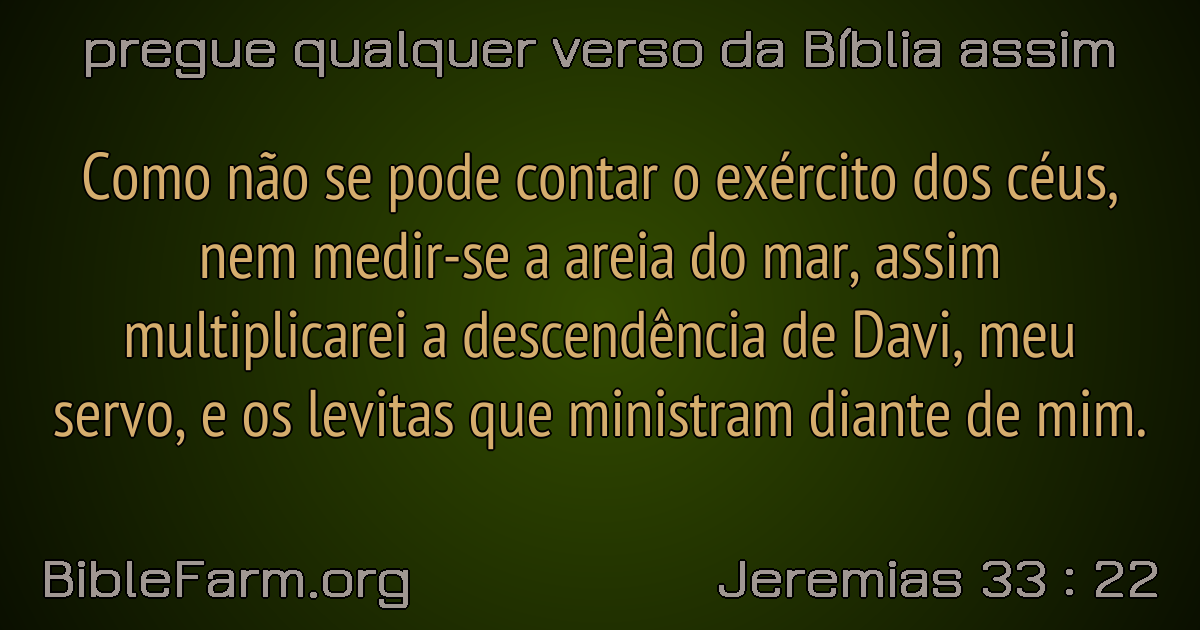 pregue qualquer verso da Bíblia assim
Como não se pode contar o exército dos céus,
nem medir-se a areia do mar, assim
multiplicarei a descendência de Davi, meu
servo, e os levitas que ministram diante de mim.
BibleFarm.org
Jeremias 33 : 22